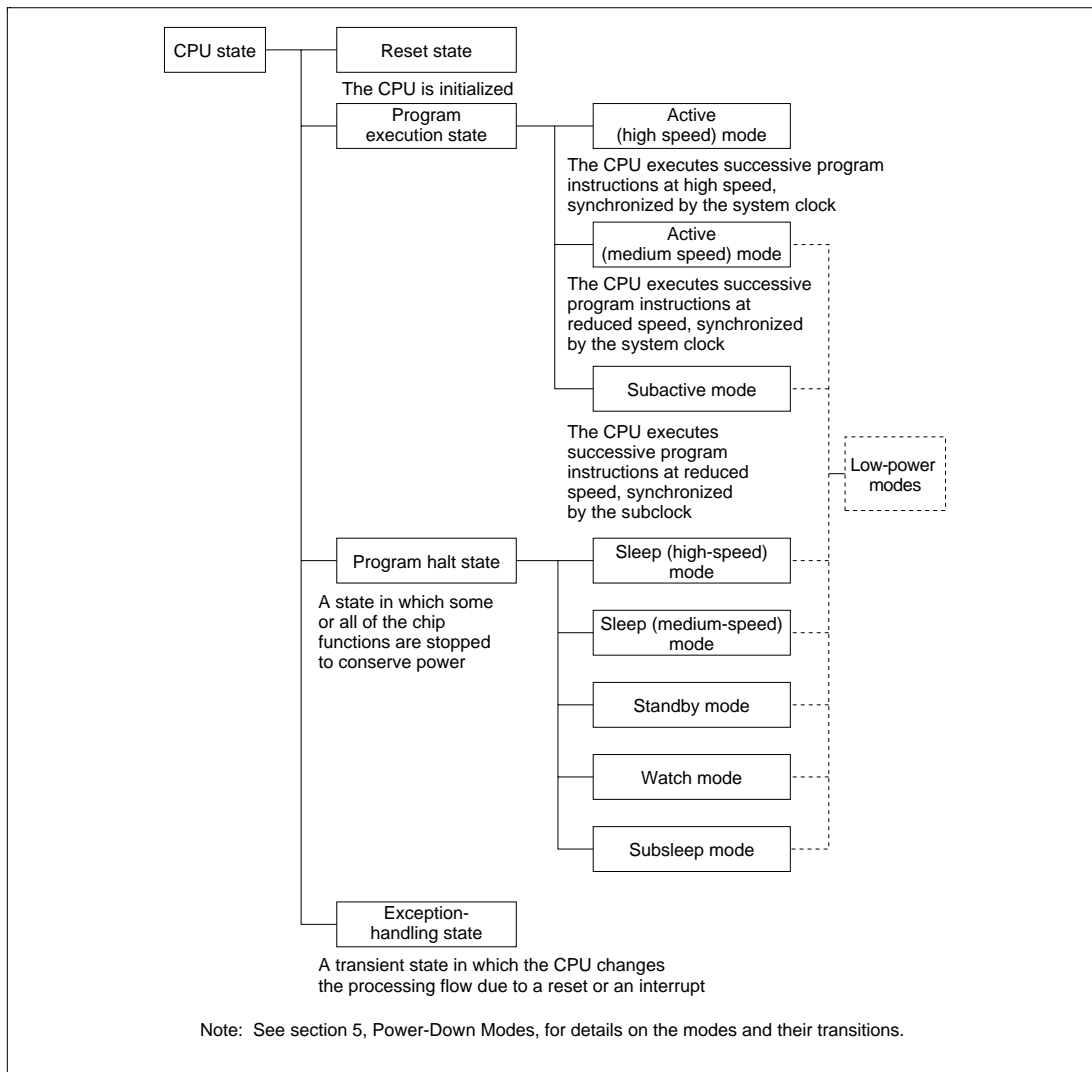 CPU state
Reset state
The CPU is initialized
Program
execution state
Active
(high speed) mode
The CPU executes successive program
instructions at high speed,
synchronized by the system clock
Active
(medium speed) mode
The CPU executes successive
program instructions at
reduced speed, synchronized
by the system clock
Subactive mode
The CPU executes
successive program
instructions at reduced
speed, synchronized
by the subclock
Low-power
modes
Program halt state
A state in which some
or all of the chip
functions are stopped
to conserve power
Sleep (high-speed)
mode
Sleep (medium-speed)
mode
Standby mode
Watch mode
Subsleep mode
Exception-
handling state
A transient state in which the CPU changes
the processing flow due to a reset or an interrupt
Note: See section 5, Power-Down Modes, for details on the modes and their transitions.